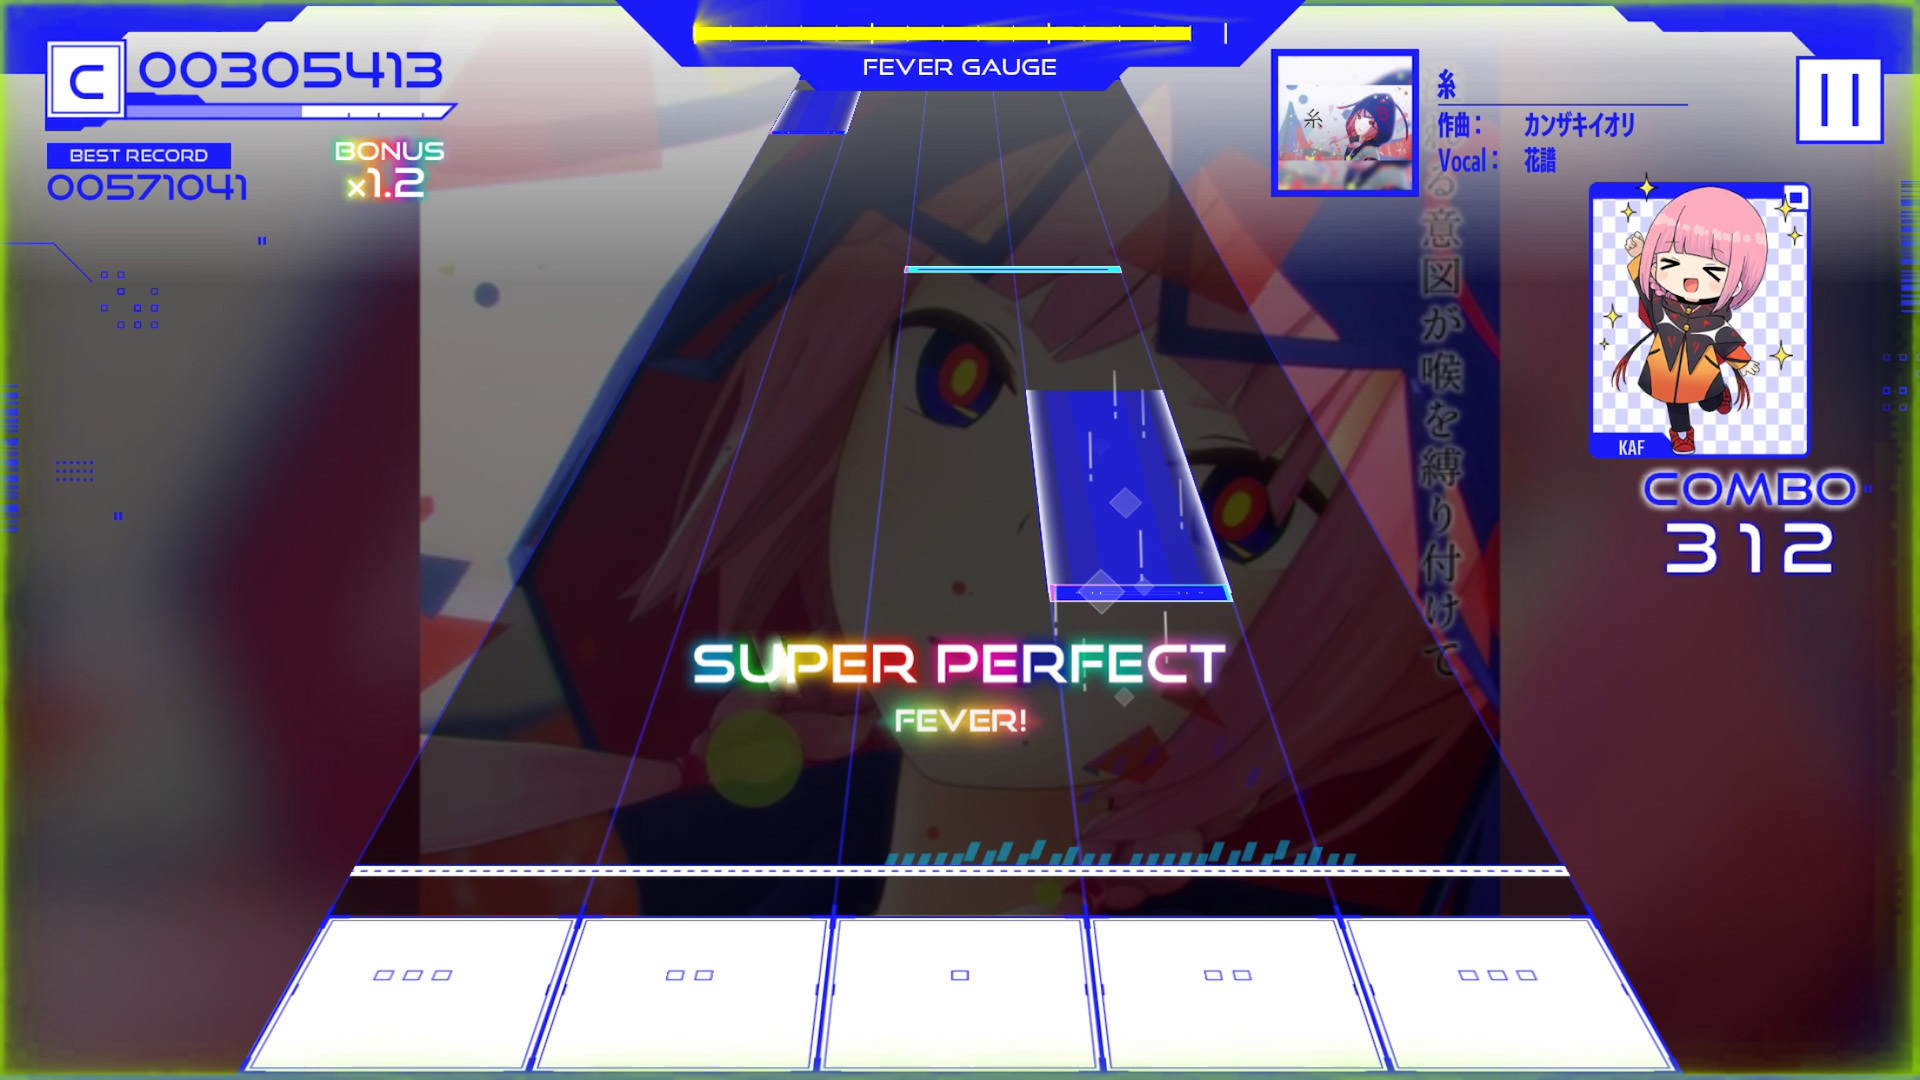 C
00305413
BEST RECORD
00571041
BONUS
x1.2
FEVER GAUGE
糸
糸
作曲： カンザキイオリ
Vocal： 花譜
る意図が喉を縛り付けて
KAF
COMBO
312
SUPER PERFECT
FEVER!